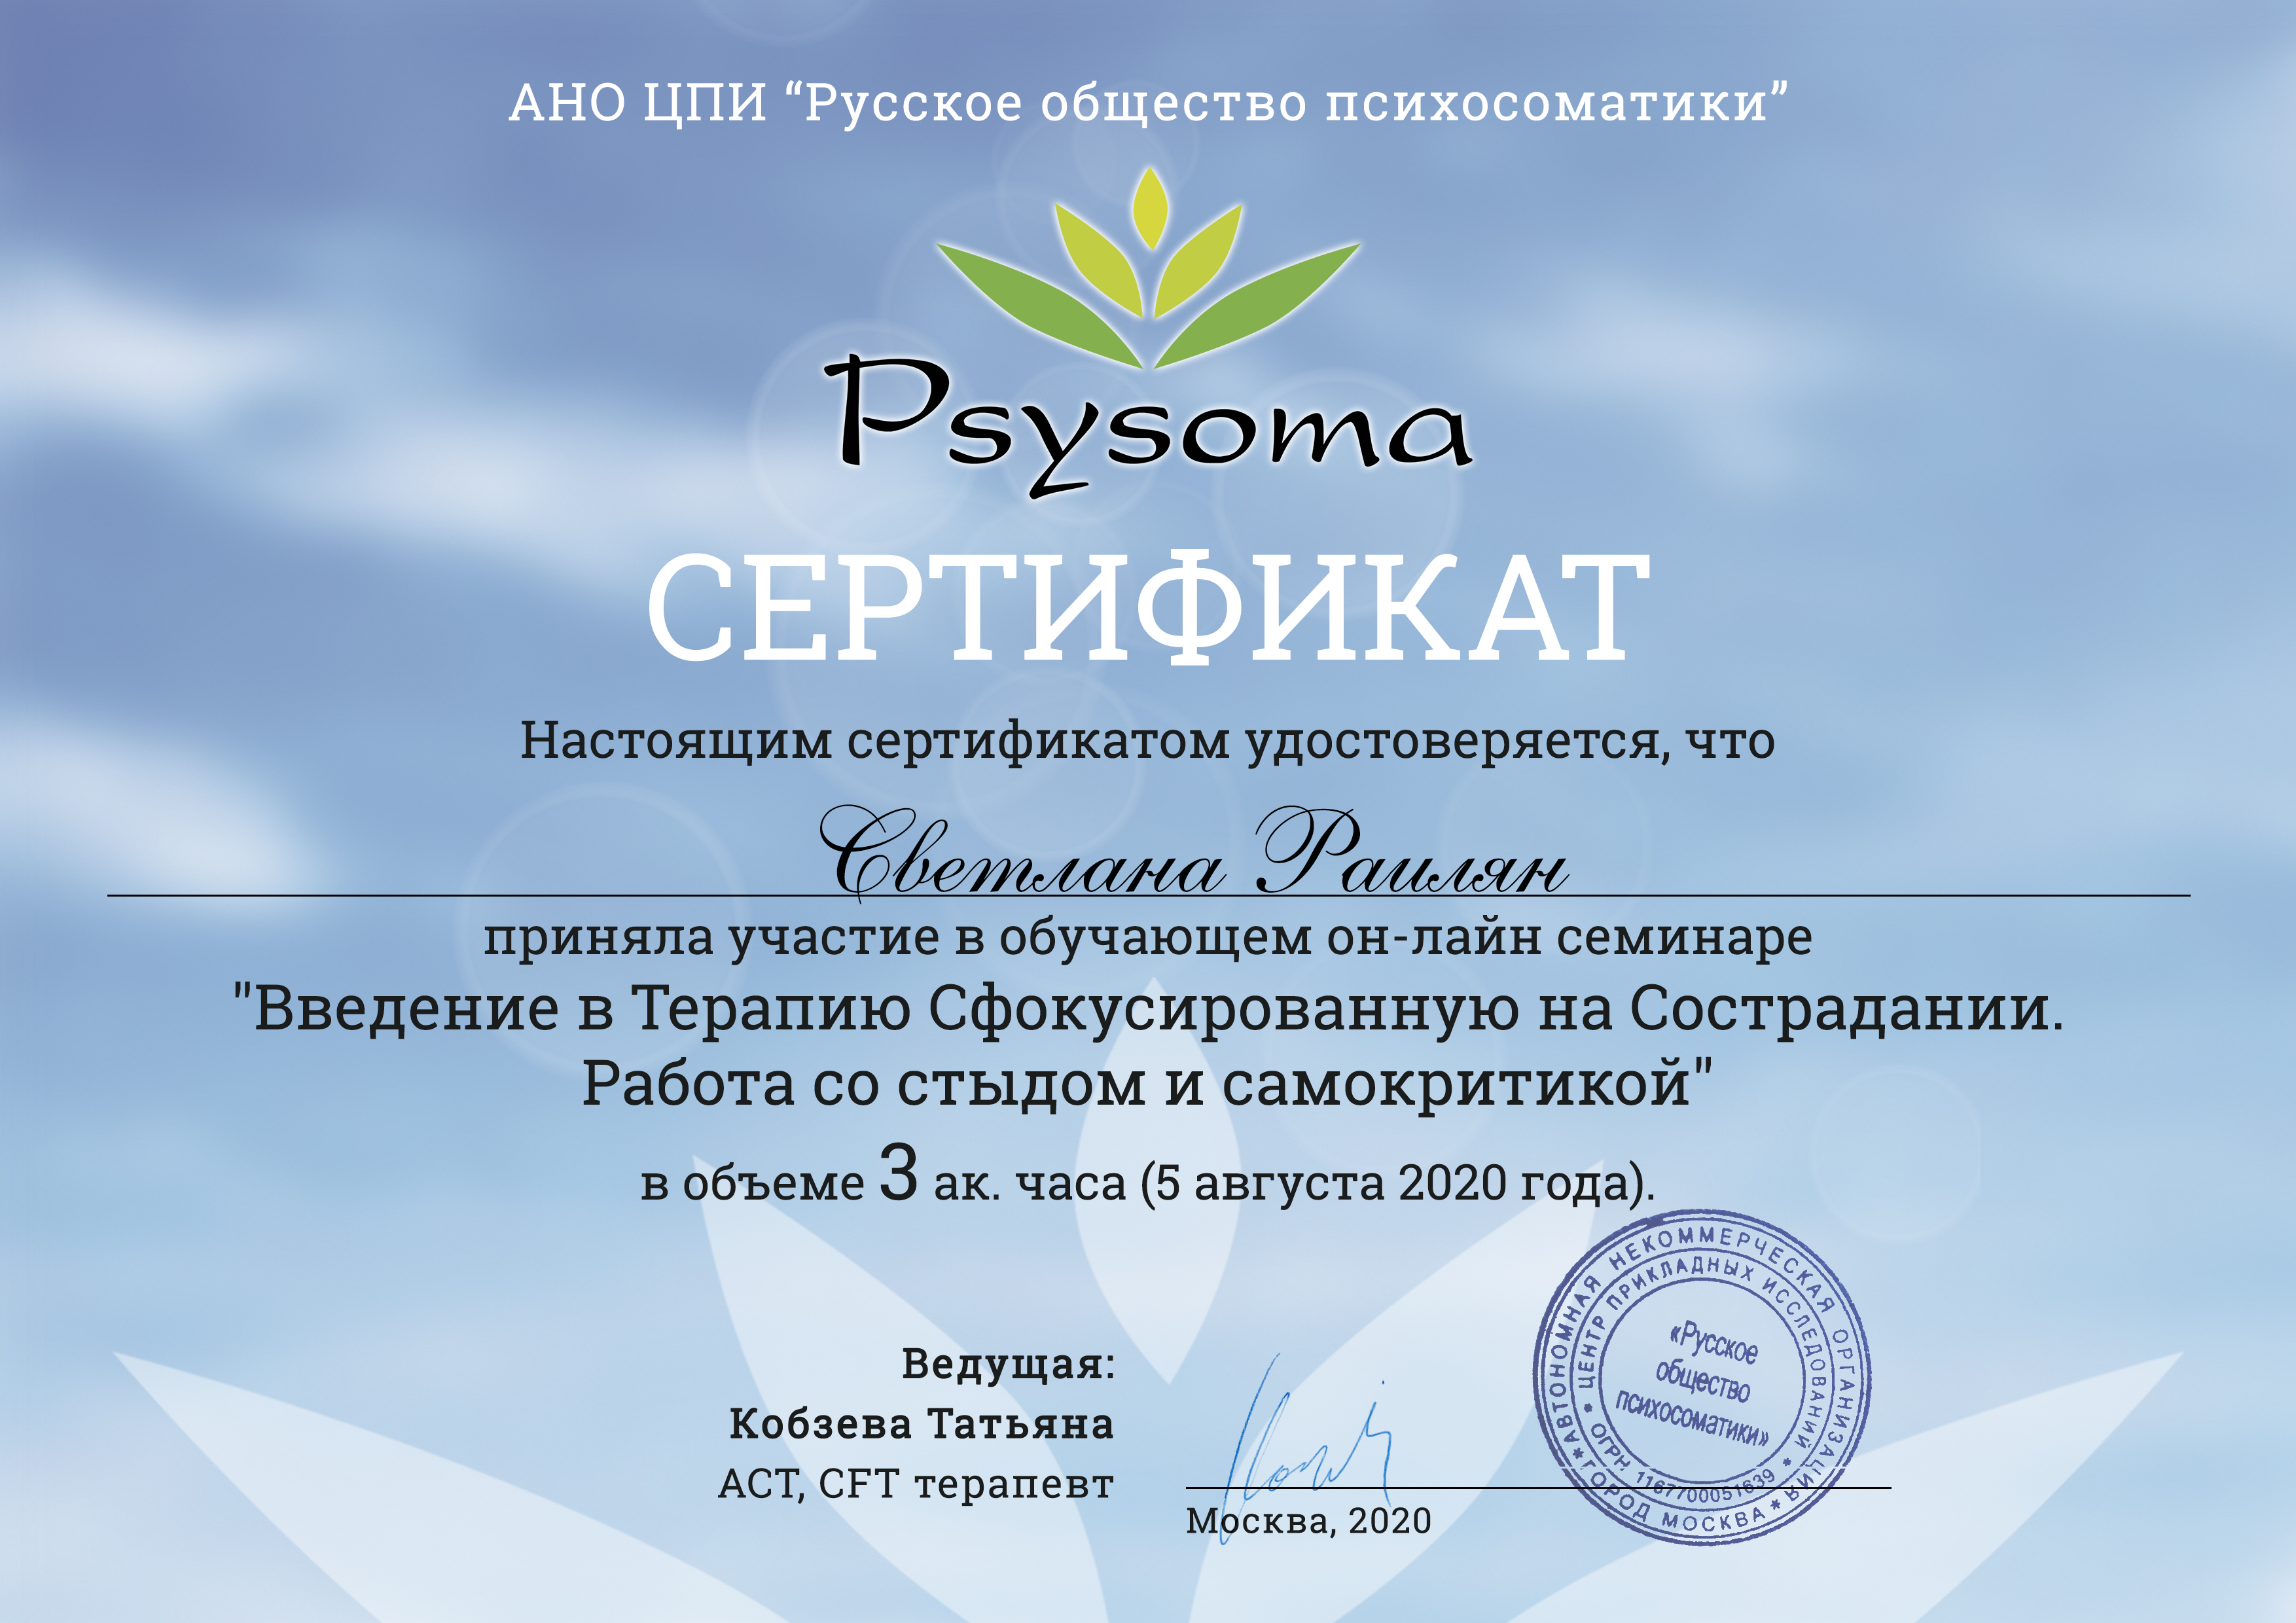 АНО ЦПИ “Русское общество психосоматики”
Psysoma
СЕРТИФИКАТ
Настоящим сертификатом удостоверяется, что
Светлана Раилян
приняла участие в обучающем он-лайн семинаре
"Введение в Терапию Сфокусированную на Сострадании.
Работа со стыдом и самокритикой"
в объеме 3 ак. часа (5 августа 2020 года).
Ведущая:
Кобзева Татьяна
АСТ, CFT терапевт
Москва, 2020
*АВТОНОМНАЯ НЕКОММЕРЧЕСКАЯ ОРГАНИЗАЦИЯ*
ГОРОД МОСКВА
* ЦЕНТР ПРИКЛАДНЫХ ИССЛЕДОВАНИЙ *
ОГРН 1167700051639
«Русское
общество
психосоматики»